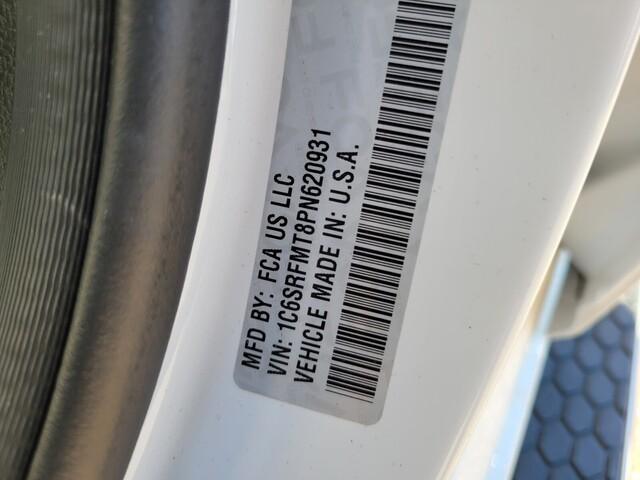 MFD BY: FCA US LLC
VIN: 1C6SRFMT8PN620931
VEHICLE MADE IN: U.S.A.